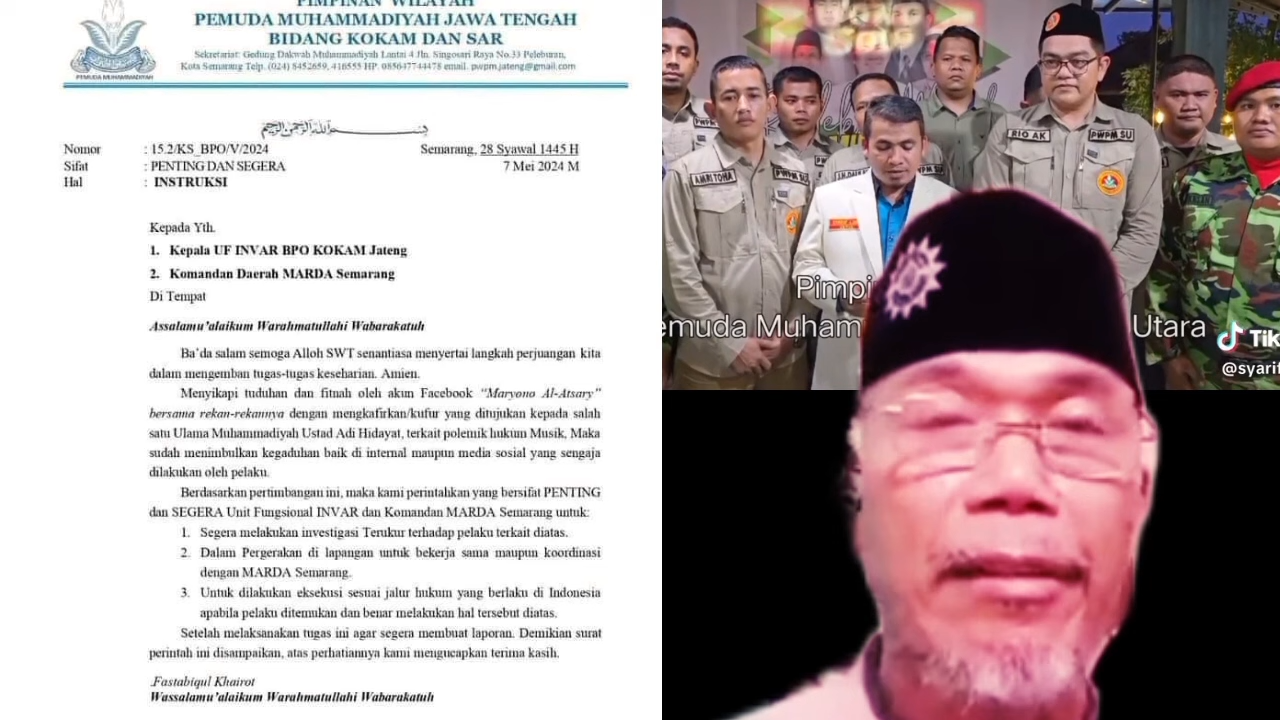 PIMPINAN WILAYAH
PEMUDA MUHAMMADIYAH JAWA TENGAH
BIDANG KOKAM DAN SAR
Sekretariat: Gedung Dakwah Muhammadiyah Lantai 4 Jln. Singosari Raya No.33 Peleburan,
Kota Semarang Telp. (024) 8452659, 416555 HP. 085647744478 email. pwpm.jateng@gmail.com
PEMUDA MUHAMMADIYAH
Nomor : 15.2/KS_BPO/V/2024 Semarang, 28 Syawal 1445 H
Sifat : PENTING DAN SEGERA 7 Mei 2024 M
Hal : INSTRUKSI
Kepada Yth.
1. Kepala UF INVAR BPO KOKAM Jateng
2. Komandan Daerah MARDA Semarang
Di Tempat
Assalamu’alaikum Warahmatullahi Wabarakatuh
Ba’da salam semoga Alloh SWT senantiasa menyertai langkah perjuangan kita
dalam mengemban tugas-tugas keseharian. Amien.
Menyikapi tuduhan dan fitnah oleh akun Facebook “Maryono Al-Atsary”
bersama rekan-rekannya dengan mengkafirkan/kufur yang ditujukan kepada salah
satu Ulama Muhammadiyah Ustad Adi Hidayat, terkait polemik hukum Musik, Maka
sudah menimbulkan kegaduhan baik di internal maupun media sosial yang sengaja
dilakukan oleh pelaku.
Berdasarkan pertimbangan ini, maka kami perintahkan yang bersifat PENTING
dan SEGERA Unit Fungsional INVAR dan Komandan MARDA Semarang untuk:
1. Segera melakukan investigasi Terukur terhadap pelaku terkait diatas.
2. Dalam Pergerakan di lapangan untuk bekerja sama maupun koordinasi
dengan MARDA Semarang.
3. Untuk dilakukan eksekusi sesuai jalur hukum yang berlaku di Indonesia
apabila pelaku ditemukan dan benar melakukan hal tersebut diatas.
Setelah melaksanakan tugas ini agar segera membuat laporan. Demikian surat
perintah ini disampaikan, atas perhatiannya kami mengucapkan terima kasih.
.Fastabiqul Khairot
Wassalamu’alaikum Warahmatullahi Wabarakatuh
AMRI TOHA
RIO AK
PWPM SU
Pimpi
emuda Muham Utara
Tik
@syarif